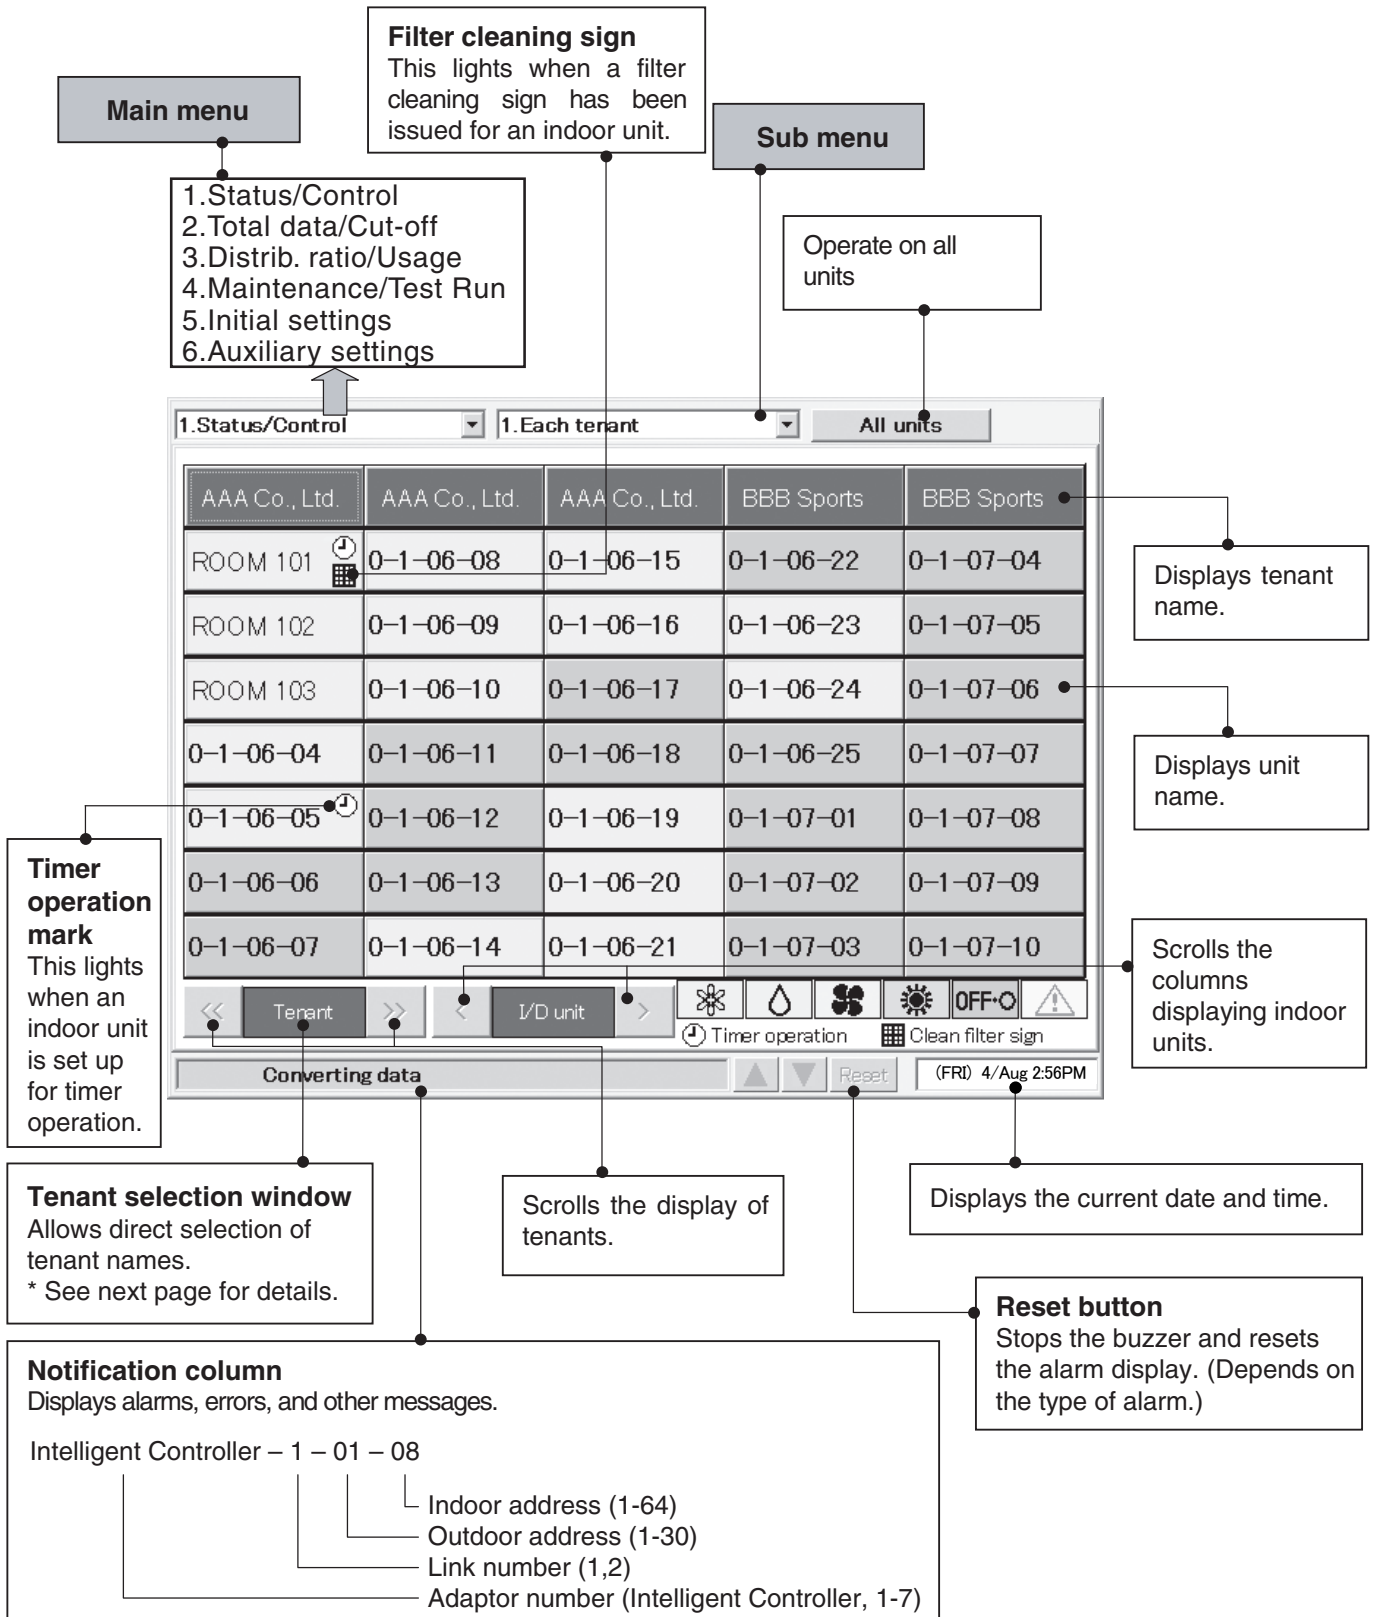 Filter cleaning sign
This lights when a filter
cleaning sign has been
issued for an indoor unit.
Main menu
Sub menu
1.Status/Control
2.Total data/Cut-off
3.Distrib. ratio/Usage
4.Maintenance/Test Run
5.Initial settings
6.Auxiliary settings
Operate on all
units
1.Status/Control 1.Each tenant All units
AAA Co., Ltd. AAA Co., Ltd. AAA Co., Ltd. BBB Sports BBB Sports
ROOM 101 0-1-06-08 0-1-06-15 0-1-06-22 0-1-07-04
ROOM 102 0-1-06-09 0-1-06-16 0-1-06-23 0-1-07-05
ROOM 103 0-1-06-10 0-1-06-17 0-1-06-24 0-1-07-06
0-1-06-04 0-1-06-11 0-1-06-18 0-1-06-25 0-1-07-07
0-1-06-05 0-1-06-12 0-1-06-19 0-1-07-01 0-1-07-08
0-1-06-06 0-1-06-13 0-1-06-20 0-1-07-02 0-1-07-09
0-1-06-07 0-1-06-14 0-1-06-21 0-1-07-03 0-1-07-10
<< Tenant >> < I/D unit > OFF·O
Timer operation Clean filter sign
Converting data Reset (FRI) 4/Aug 2:56PM
Displays tenant
name.
Displays unit
name.
Timer
operation
mark
This lights
when an
indoor unit
is set up
for timer
operation.
Scrolls the
columns
displaying indoor
units.
Tenant selection window
Allows direct selection of
tenant names.
* See next page for details.
Scrolls the display of
tenants.
Displays the current date and time.
Reset button
Stops the buzzer and resets
the alarm display. (Depends on
the type of alarm.)
Notification column
Displays alarms, errors, and other messages.
Intelligent Controller – 1 – 01 – 08
Indoor address (1-64)
Outdoor address (1-30)
Link number (1,2)
Adaptor number (Intelligent Controller, 1-7)